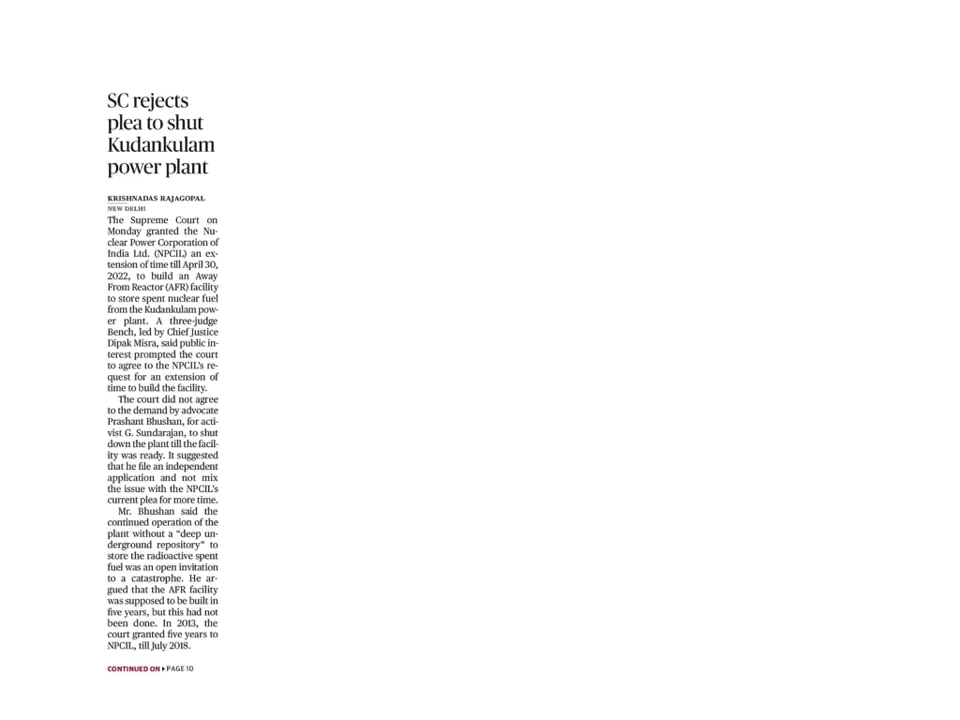 SC rejects
plea to shut
Kudankulam
power plant
KRISHNADAS RAJAGOPAL
NEW DELHI
The Supreme Court on
Monday granted the Nu-
clear Power Corporation of
India Ltd. (NPCIL) an ex-
tension of time till April 30,
2022, to build an Away
From Reactor (AFR) facility
to store spent nuclear fuel
from the Kudankulam pow-
er plant. A three-judge
Bench, led by Chief Justice
Dipak Misra, said public in-
terest prompted the court
to agree to the NPCIL's re-
quest for an extension of
time to build the facility.
The court did not agree
to the demand by advocate
Prashant Bhushan, for acti-
vist G. Sundarajan, to shut
down the plant till the facil-
ity was ready. It suggested
that he file an independent
application and not mix
the issue with the NPCIL's
current plea for more time.
Mr. Bhushan said the
continued operation of the
plant without a “deep un-
derground repository” to
store the radioactive spent
fuel was an open invitation
to a catastrophe. He ar-
gued that the AFR facility
was supposed to be built in
five years, but this had not
been done. In 2013, the
court granted five years to
NPCIL, till July 2018.
CONTINUED ON ▸ PAGE 10